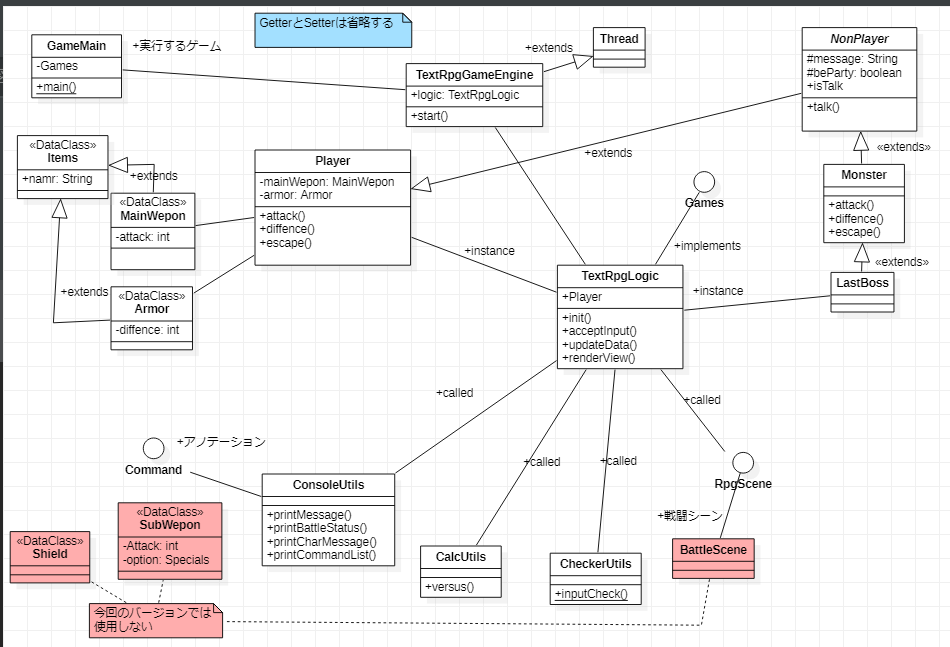 GetterとSetterは省略する
GameMain
-Games
+main()
+実行するゲーム
TextRpgGameEngine
+logic: TextRpgLogic
+start()
+extends
Thread
NonPlayer
#message: String
#beParty: boolean
+isTalk
+talk()
«DataClass»
Items
+namr: String
+extends
«DataClass»
MainWepon
-attack: int
Player
-mainWepon: MainWepon
-armor: Armor
+attack()
+diffence()
+escape()
+extends
«extends»
Monster
+attack()
+diffence()
+escape()
«extends»
LastBoss
Games
+implements
+instance
+extends
«DataClass»
Armor
-diffence: int
TextRpgLogic
+Player
+init()
+acceptInput()
+updateData()
+renderView()
+instance
+called
+called
+called
+called
+アノテーション
Command
ConsoleUtils
+printMessage()
+printBattleStatus()
+printCharMessage()
+printCommandList()
RpgScene
+戦闘シーン
«DataClass»
SubWepon
-Attack: int
-option: Specials
«DataClass»
Shield
CalcUtils
+versus()
CheckerUtils
+inputCheck()
BattleScene
今回のバージョンでは
使用しない